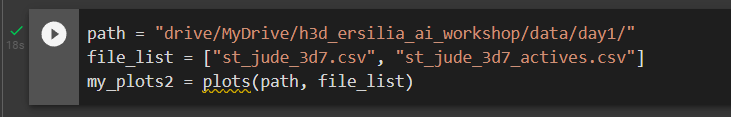 path = "drive/MyDrive/h3d_ersilia_ai_workshop/data/day1/"
file_list = ["st_jude_3d7.csv", "st_jude_3d7_actives.csv"]
my_plots2 = plots(path, file_list)
18s